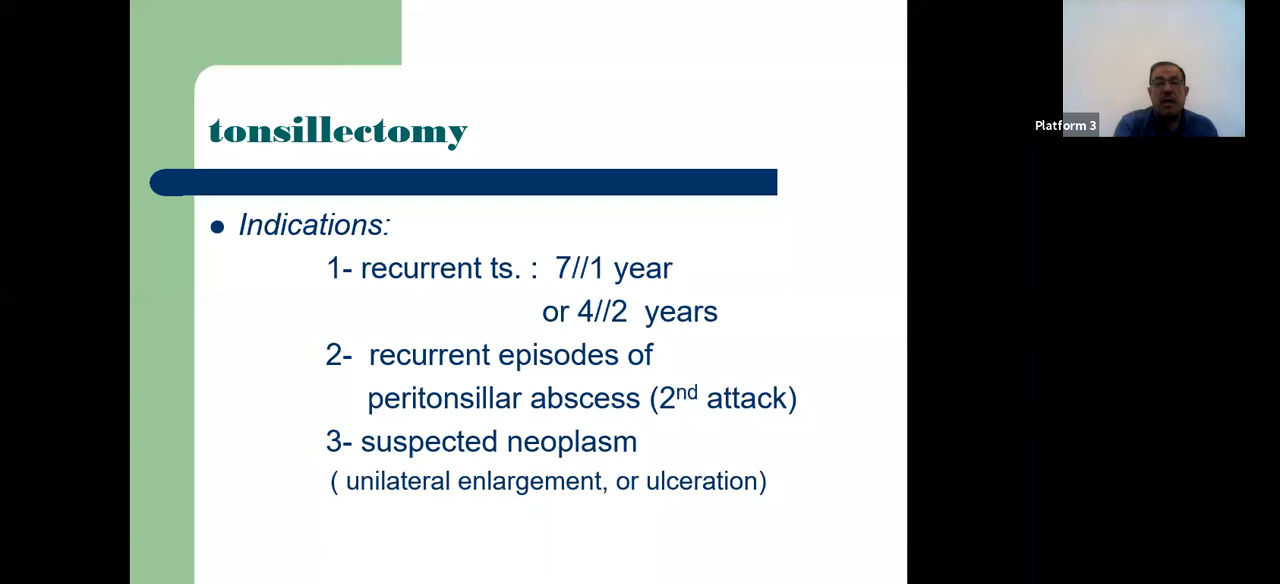 tonsillectomy
Indications:
1- recurrent ts. : 7//1 year
or 4//2 years
2- recurrent episodes of
peritonsillar abscess (2nd attack)
3- suspected neoplasm
( unilateral enlargement, or ulceration)
Platform 3